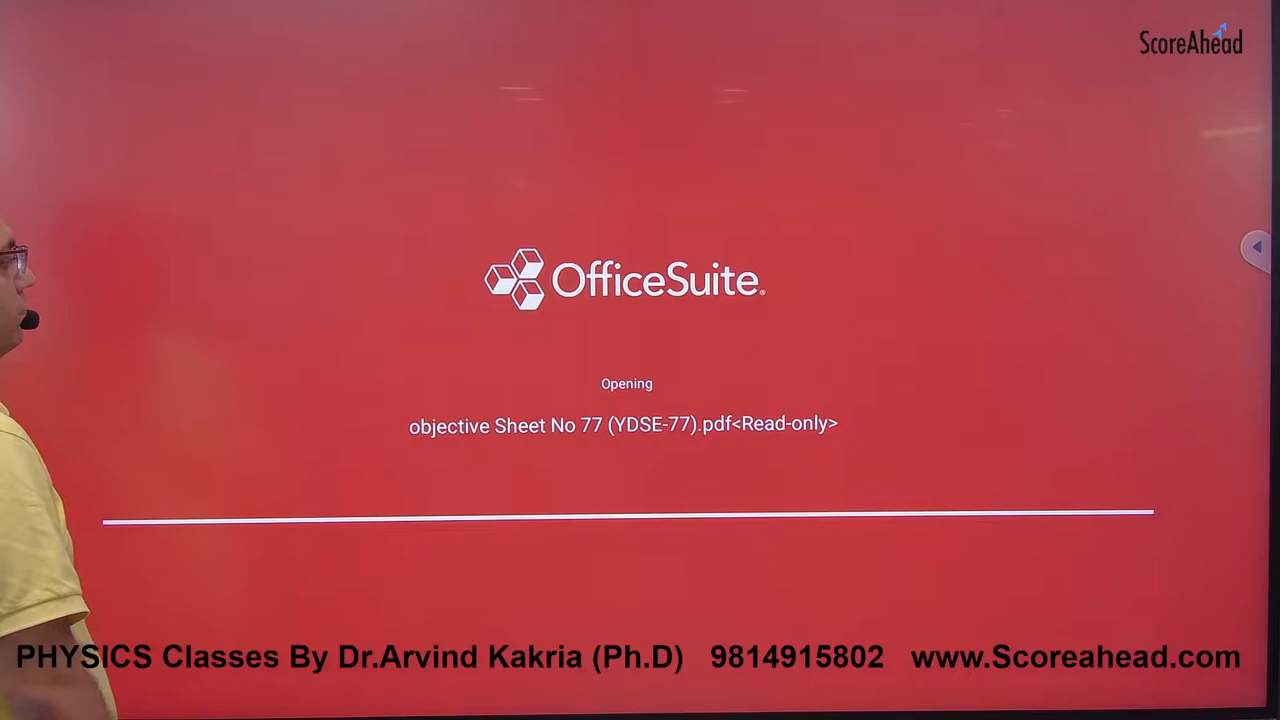 ScoreAhead
OfficeSuite®
Opening
objective Sheet No 77 (YDSE-77).pdf<Read-only>
PHYSICS Classes By Dr.Arvind Kakria (Ph.D) 9814915802 www.Scoreahead.com